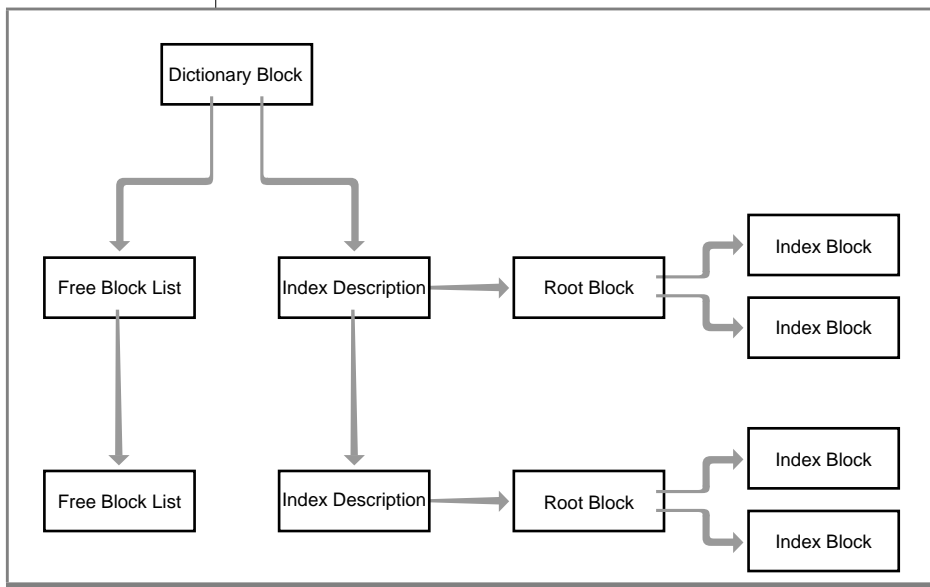 Dictionary Block
Index Block
Free Block List
Index Description
Root Block
Index Block
Index Block
Free Block List
Index Description
Root Block
Index Block